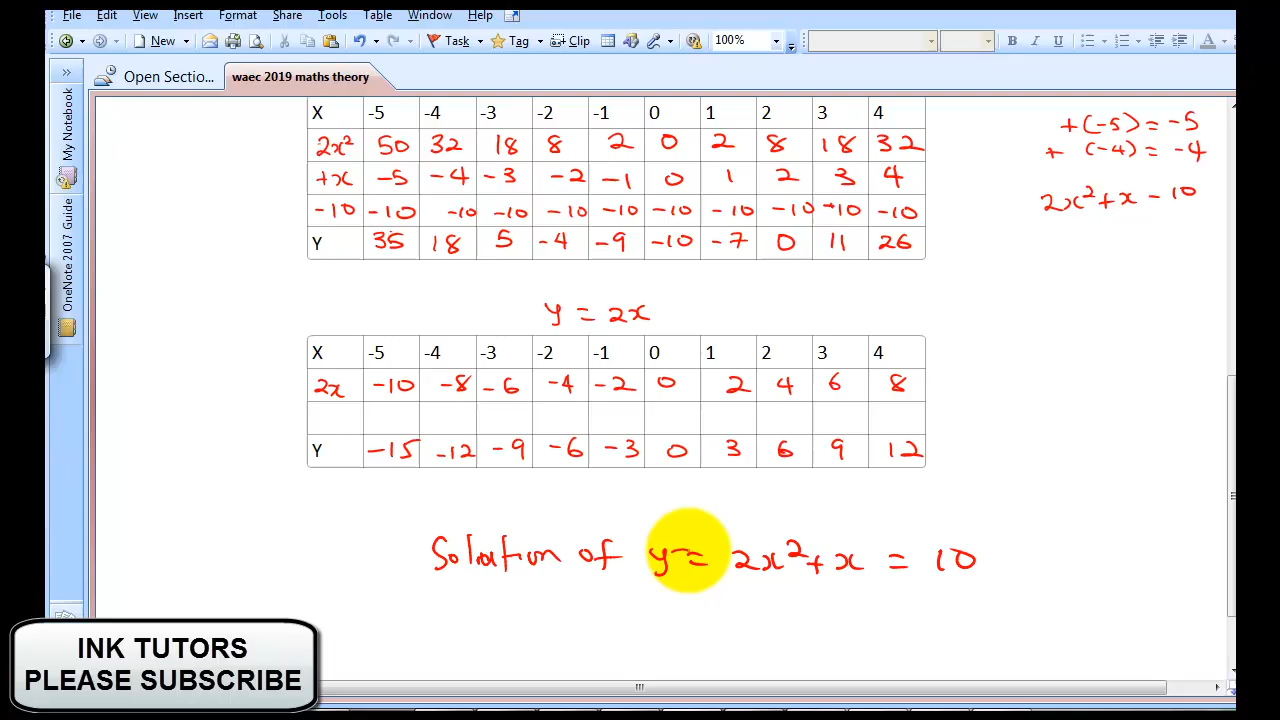 File Edit View Insert Format Share Tools Table Window Help
New Task Tag Clip 100%
Open Sectio... waec 2019 maths theory
My Notebook
OneNote 2007 Guide
X -5 -4 -3 -2 -1 0 1 2 3 4
2x² 50 32 18 8 2 0 2 8 18 32
+x -5 -4 -3 -2 -1 0 1 2 3 4
-10 -10 -10 -10 -10 -10 -10 -10 -10 -10 -10
Y 35 18 5 -4 -9 -10 -7 0 11 26
+(-5) = -5
+ (-4) = -4
2x² + x - 10
y = 2x
X -5 -4 -3 -2 -1 0 1 2 3 4
2x -10 -8 -6 -4 -2 0 2 4 6 8
Y -15 -12 -9 -6 -3 0 3 6 9 12
Solution of y = 2x² + x = 10
INK TUTORS
PLEASE SUBSCRIBE